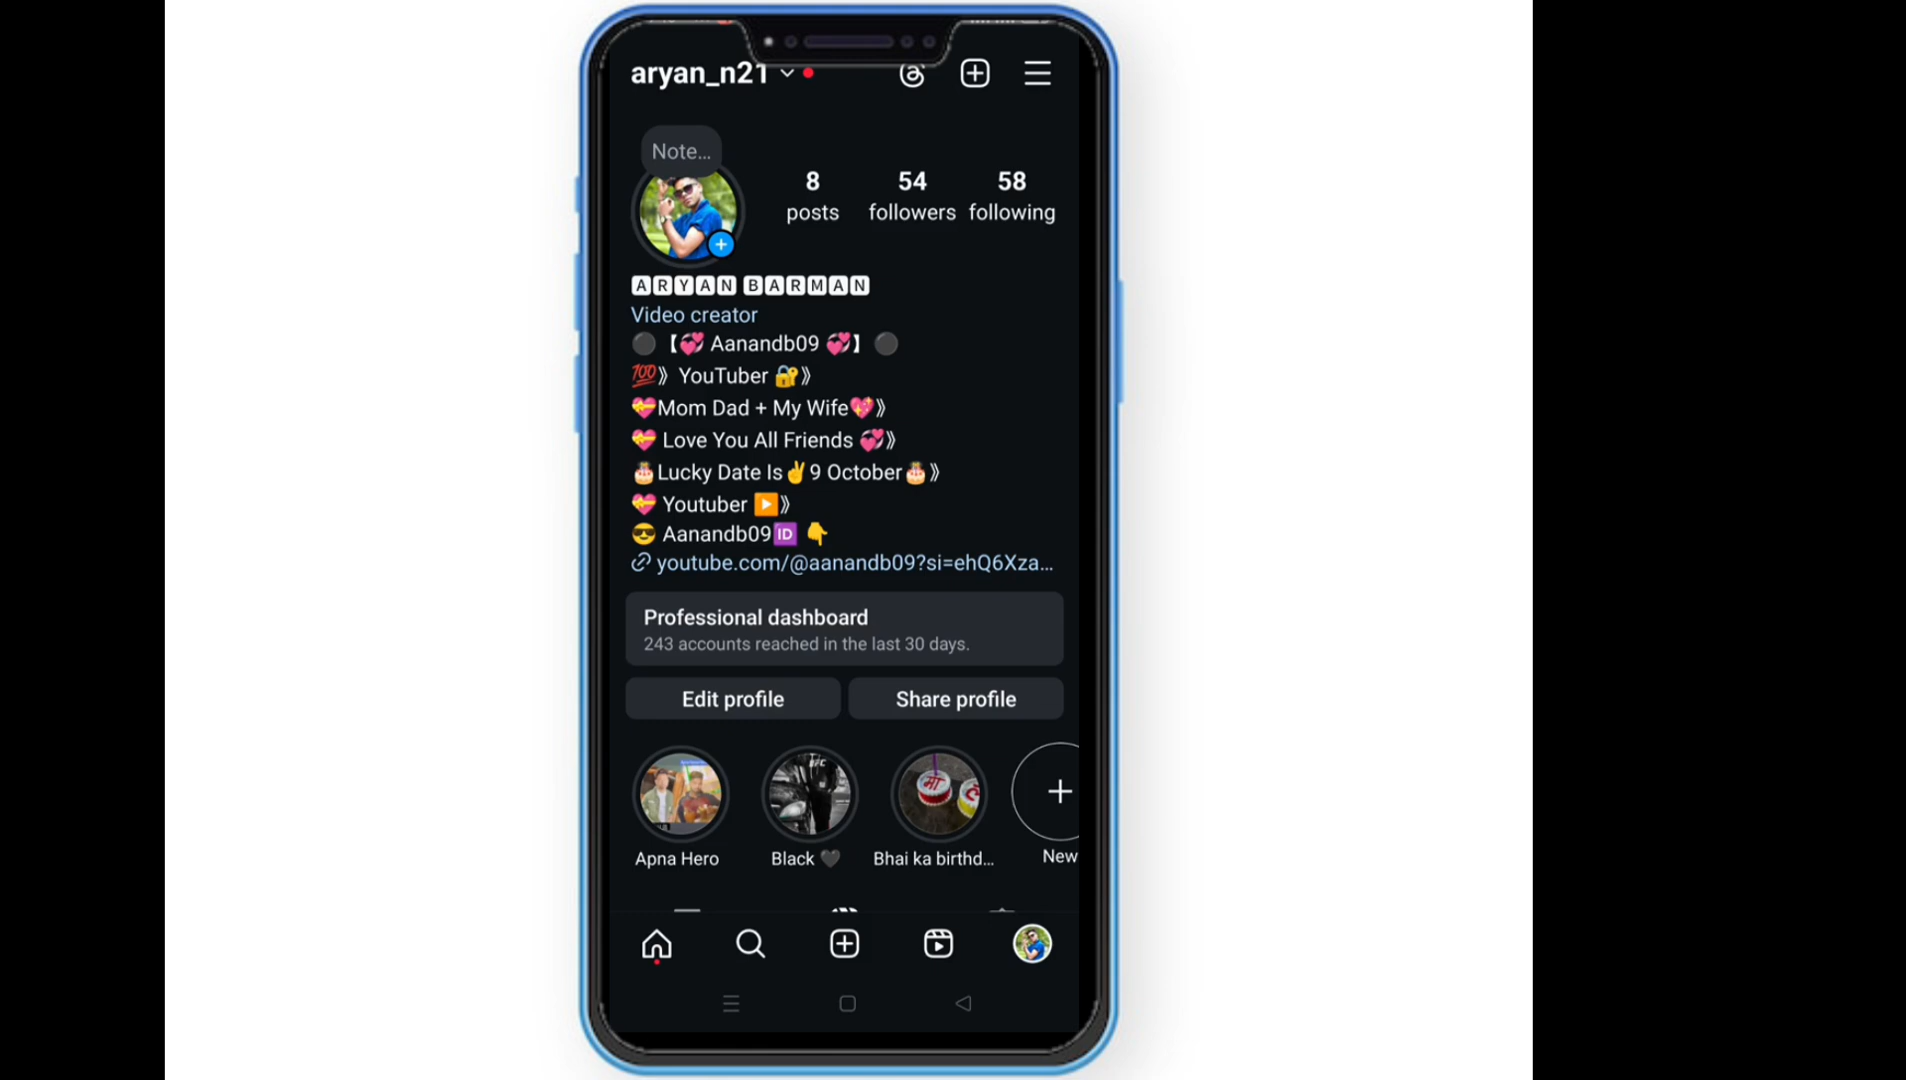 aryan_n21
Note...
8 posts
54 followers
58 following
ARYAN BARMAN
Video creator
⚫【💞 Aanandb09 💞】⚫
💯》YouTuber 🔐》
💝Mom Dad + My Wife💖》
💝 Love You All Friends 💞》
🎂Lucky Date Is✌️9 October🎂》
💝 Youtuber ▶️》
😎 Aanandb09🆔 👇
youtube.com/@aanandb09?si=ehQ6Xza...
Professional dashboard
243 accounts reached in the last 30 days.
Edit profile
Share profile
माँ
Apna Hero
Black 🖤
Bhai ka birthd...
New